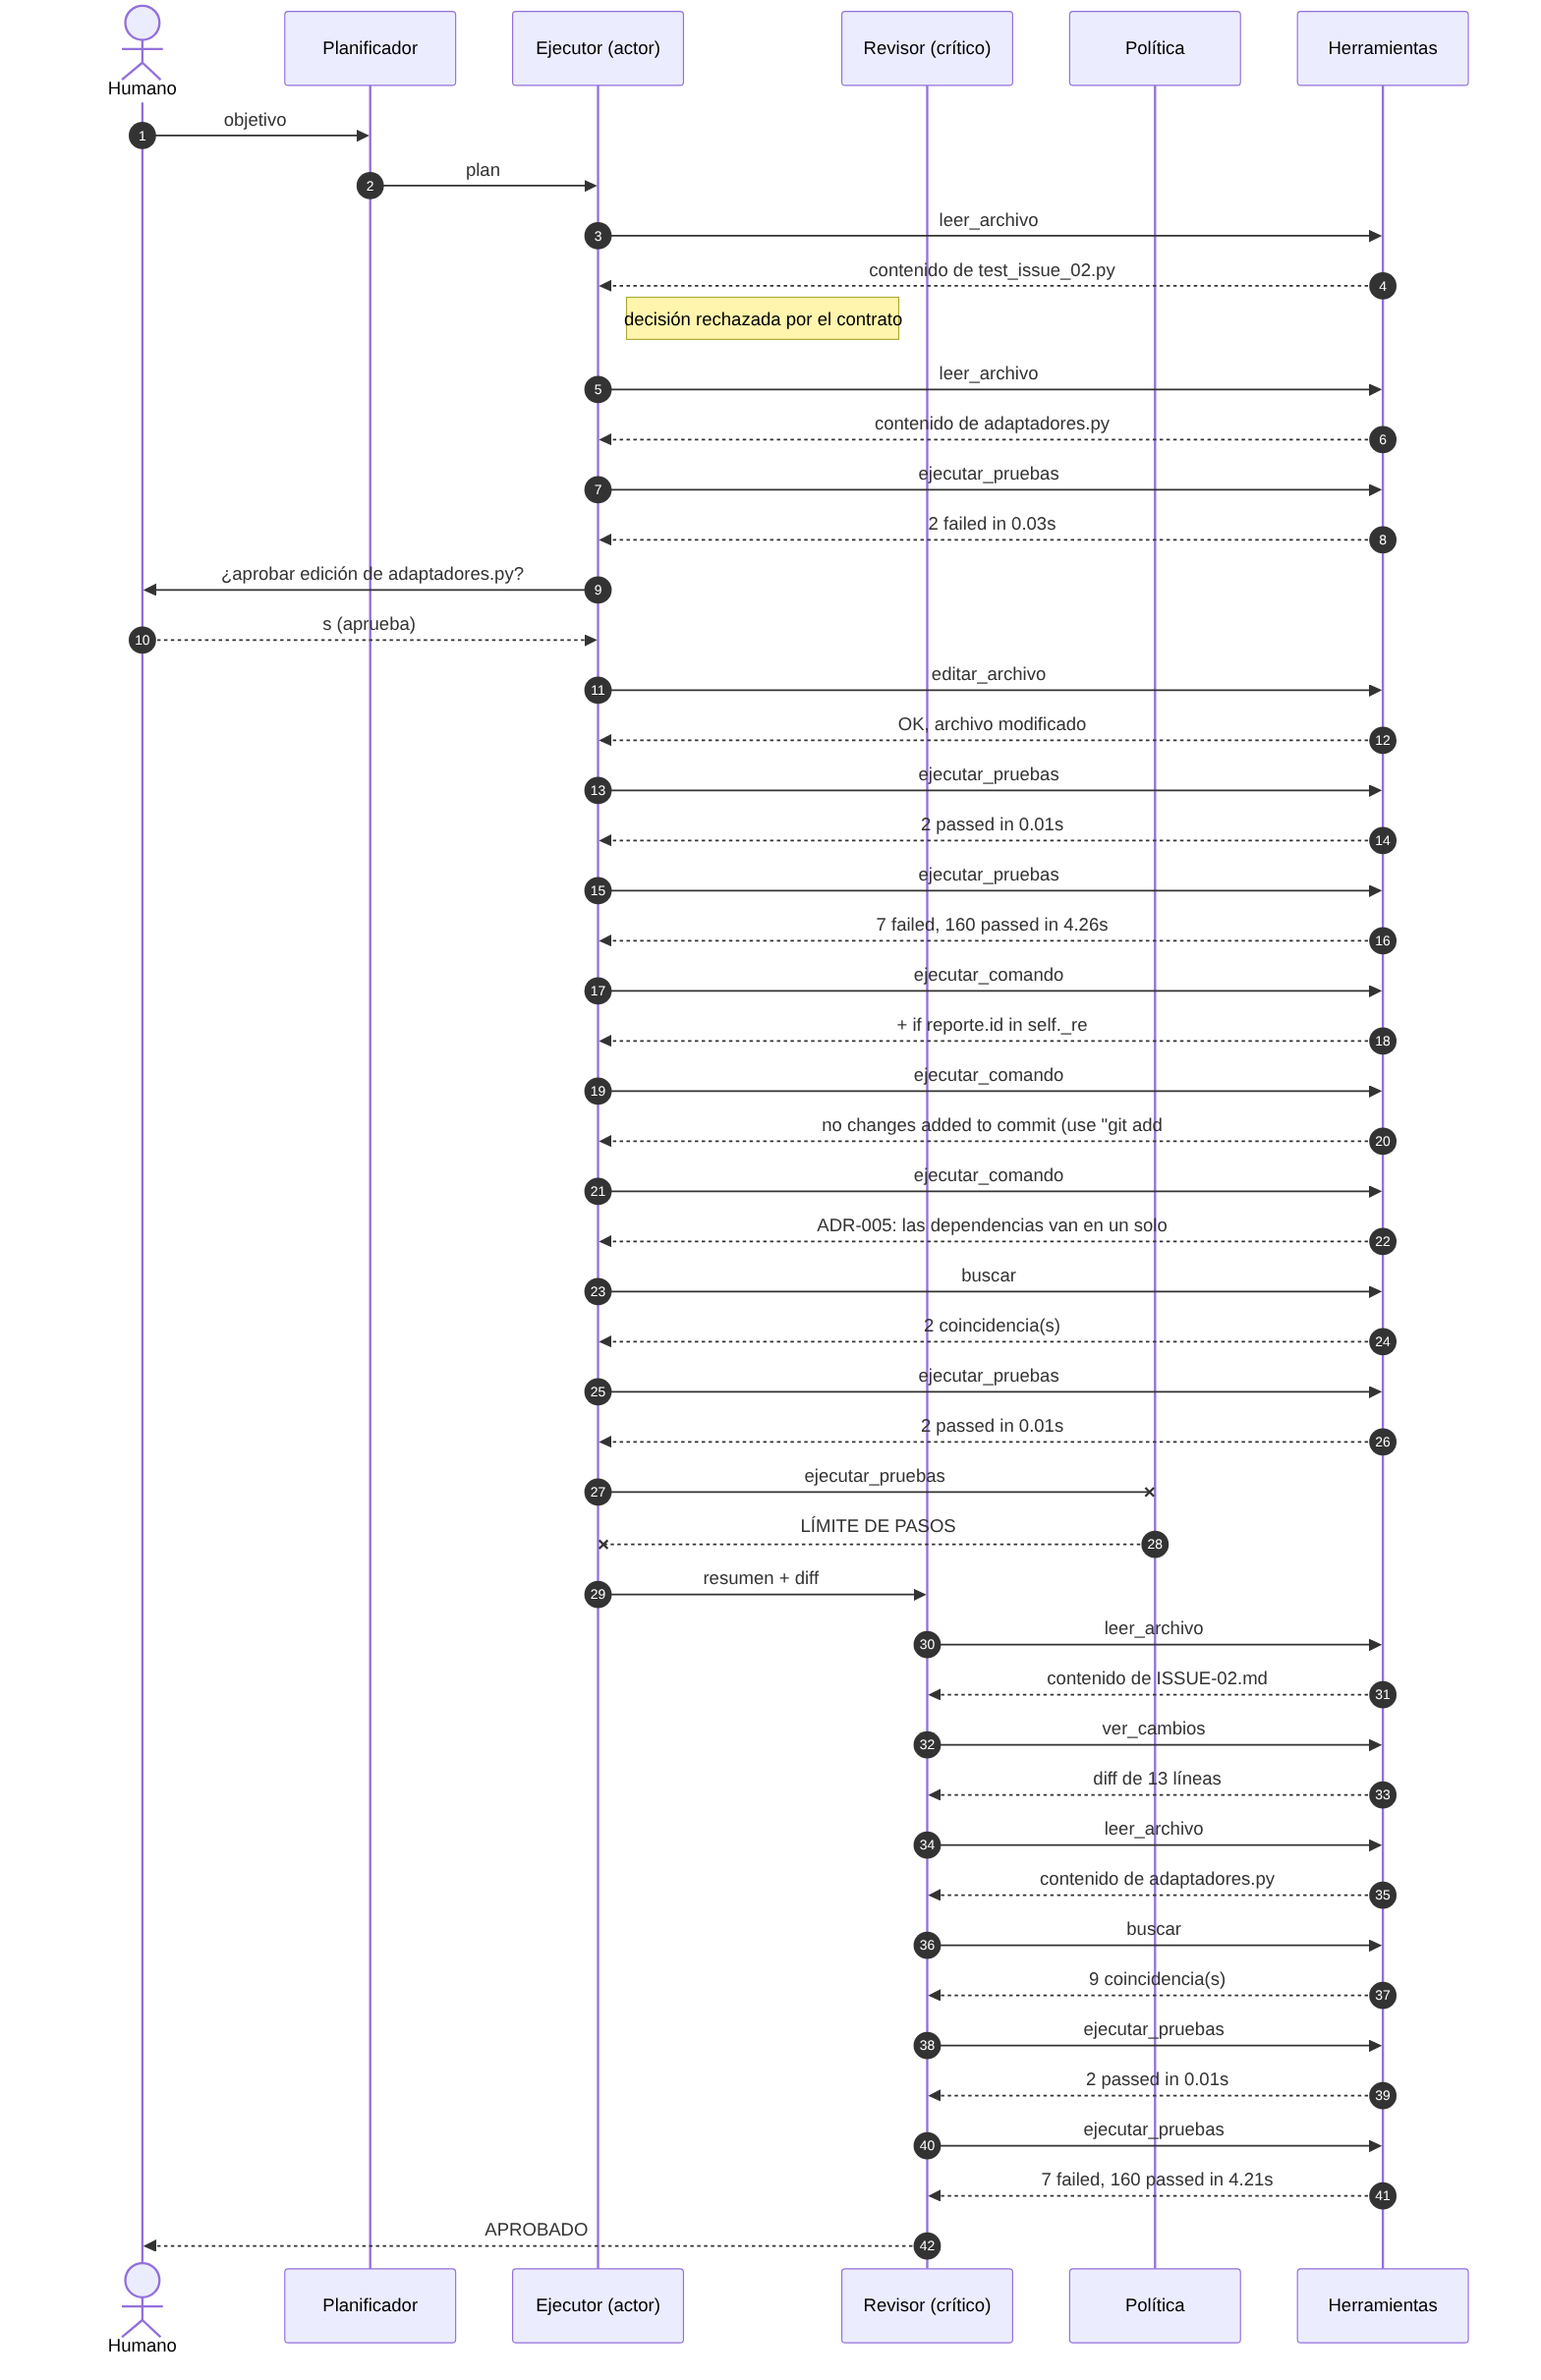 Humano
Planificador
Ejecutor (actor)
Revisor (crítico)
Política
Herramientas
1
objetivo
2
plan
3
leer_archivo
contenido de test_issue_02.py
4
decisión rechazada por el contrato
5
leer_archivo
contenido de adaptadores.py
6
7
ejecutar_pruebas
2 failed in 0.03s
8
¿aprobar edición de adaptadores.py?
9
10
s (aprueba)
11
editar_archivo
OK, archivo modificado
12
13
ejecutar_pruebas
2 passed in 0.01s
14
15
ejecutar_pruebas
7 failed, 160 passed in 4.26s
16
17
ejecutar_comando
+ if reporte.id in self._re
18
19
ejecutar_comando
no changes added to commit (use "git add
20
21
ejecutar_comando
ADR-005: las dependencias van en un solo
22
23
buscar
2 coincidencia(s)
24
25
ejecutar_pruebas
2 passed in 0.01s
26
27
ejecutar_pruebas
LÍMITE DE PASOS
28
29
resumen + diff
30
leer_archivo
contenido de ISSUE-02.md
31
32
ver_cambios
diff de 13 líneas
33
34
leer_archivo
contenido de adaptadores.py
35
36
buscar
9 coincidencia(s)
37
38
ejecutar_pruebas
2 passed in 0.01s
39
40
ejecutar_pruebas
7 failed, 160 passed in 4.21s
41
APROBADO
42
Humano
Planificador
Ejecutor (actor)
Revisor (crítico)
Política
Herramientas